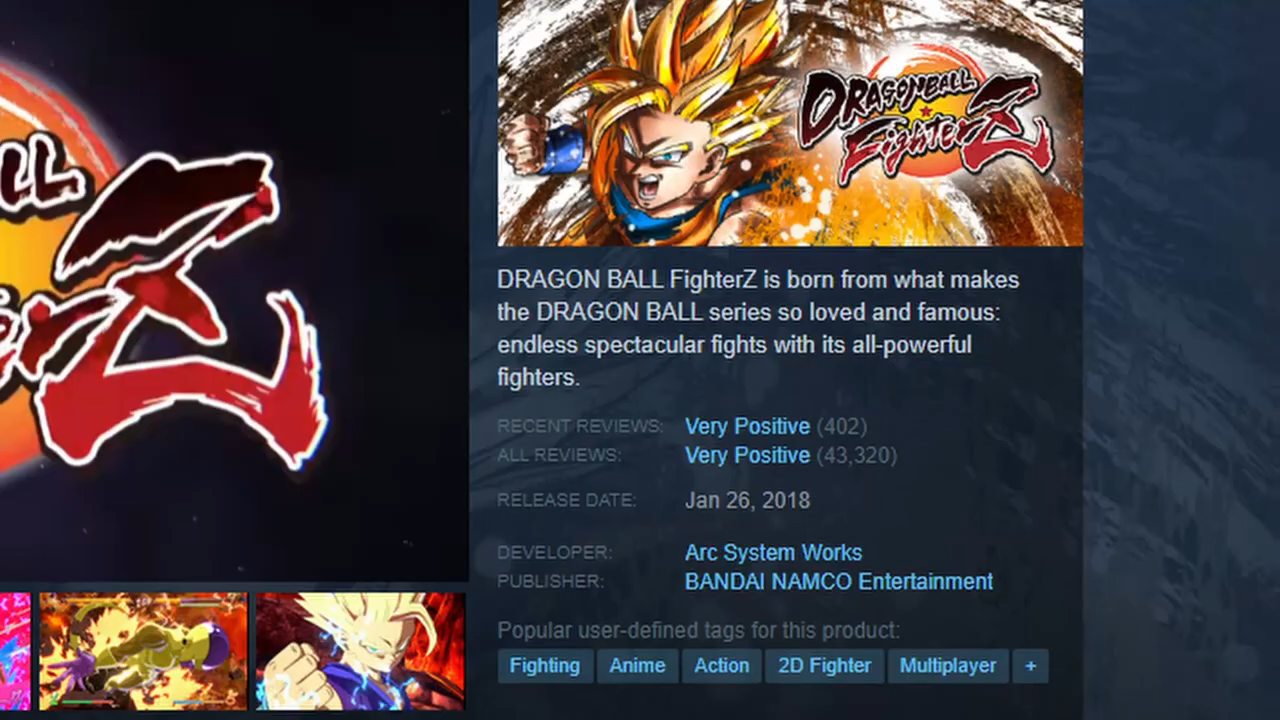 LL
Z
DRAGONBALL
FighterZ
DRAGON BALL FighterZ is born from what makes
the DRAGON BALL series so loved and famous:
endless spectacular fights with its all-powerful
fighters.
RECENT REVIEWS: Very Positive (402)
ALL REVIEWS: Very Positive (43,320)
RELEASE DATE: Jan 26, 2018
DEVELOPER: Arc System Works
PUBLISHER: BANDAI NAMCO Entertainment
Popular user-defined tags for this product:
Fighting Anime Action 2D Fighter Multiplayer +